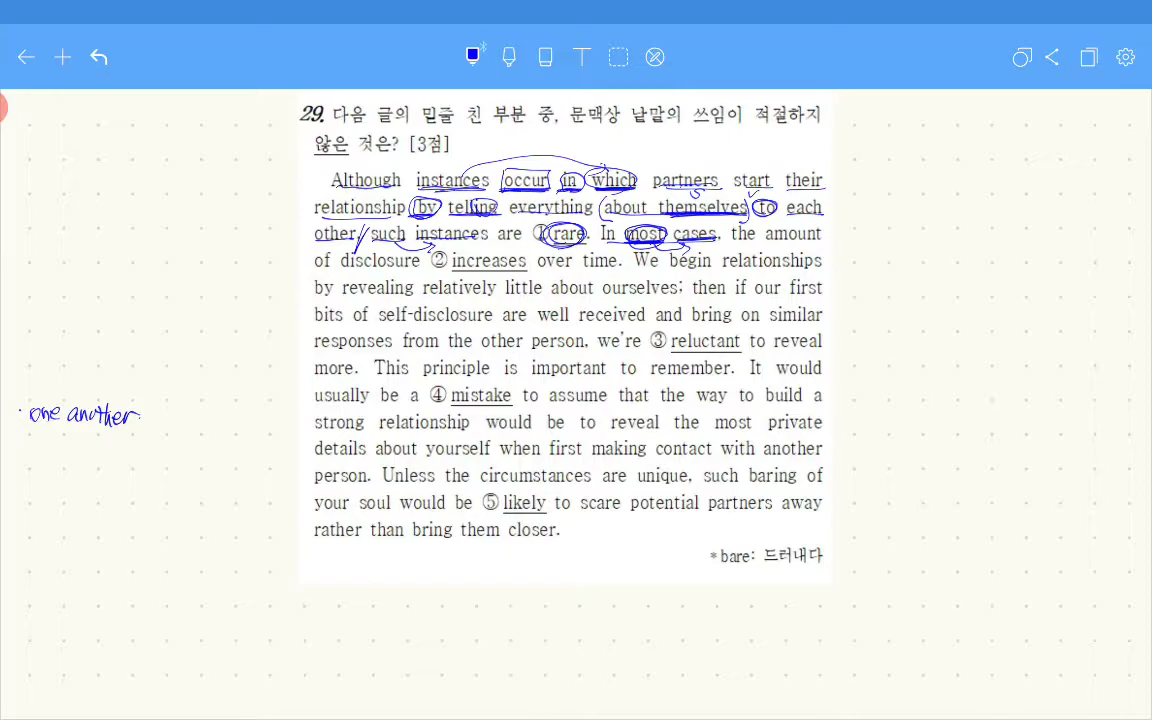 29. 다음 글의 밑줄 친 부분 중, 문맥상 낱말의 쓰임이 적절하지
않은 것은? [3점]
Although instances occur in which partners start their
relationship by telling everything about themselves to each
other, such instances are ① rare. In most cases, the amount
of disclosure ② increases over time. We begin relationships
by revealing relatively little about ourselves; then if our first
bits of self-disclosure are well received and bring on similar
responses from the other person, we're ③ reluctant to reveal
more. This principle is important to remember. It would
usually be a ④ mistake to assume that the way to build a
strong relationship would be to reveal the most private
details about yourself when first making contact with another
person. Unless the circumstances are unique, such baring of
your soul would be ⑤ likely to scare potential partners away
rather than bring them closer.
* bare: 드러내다
· one another
S V